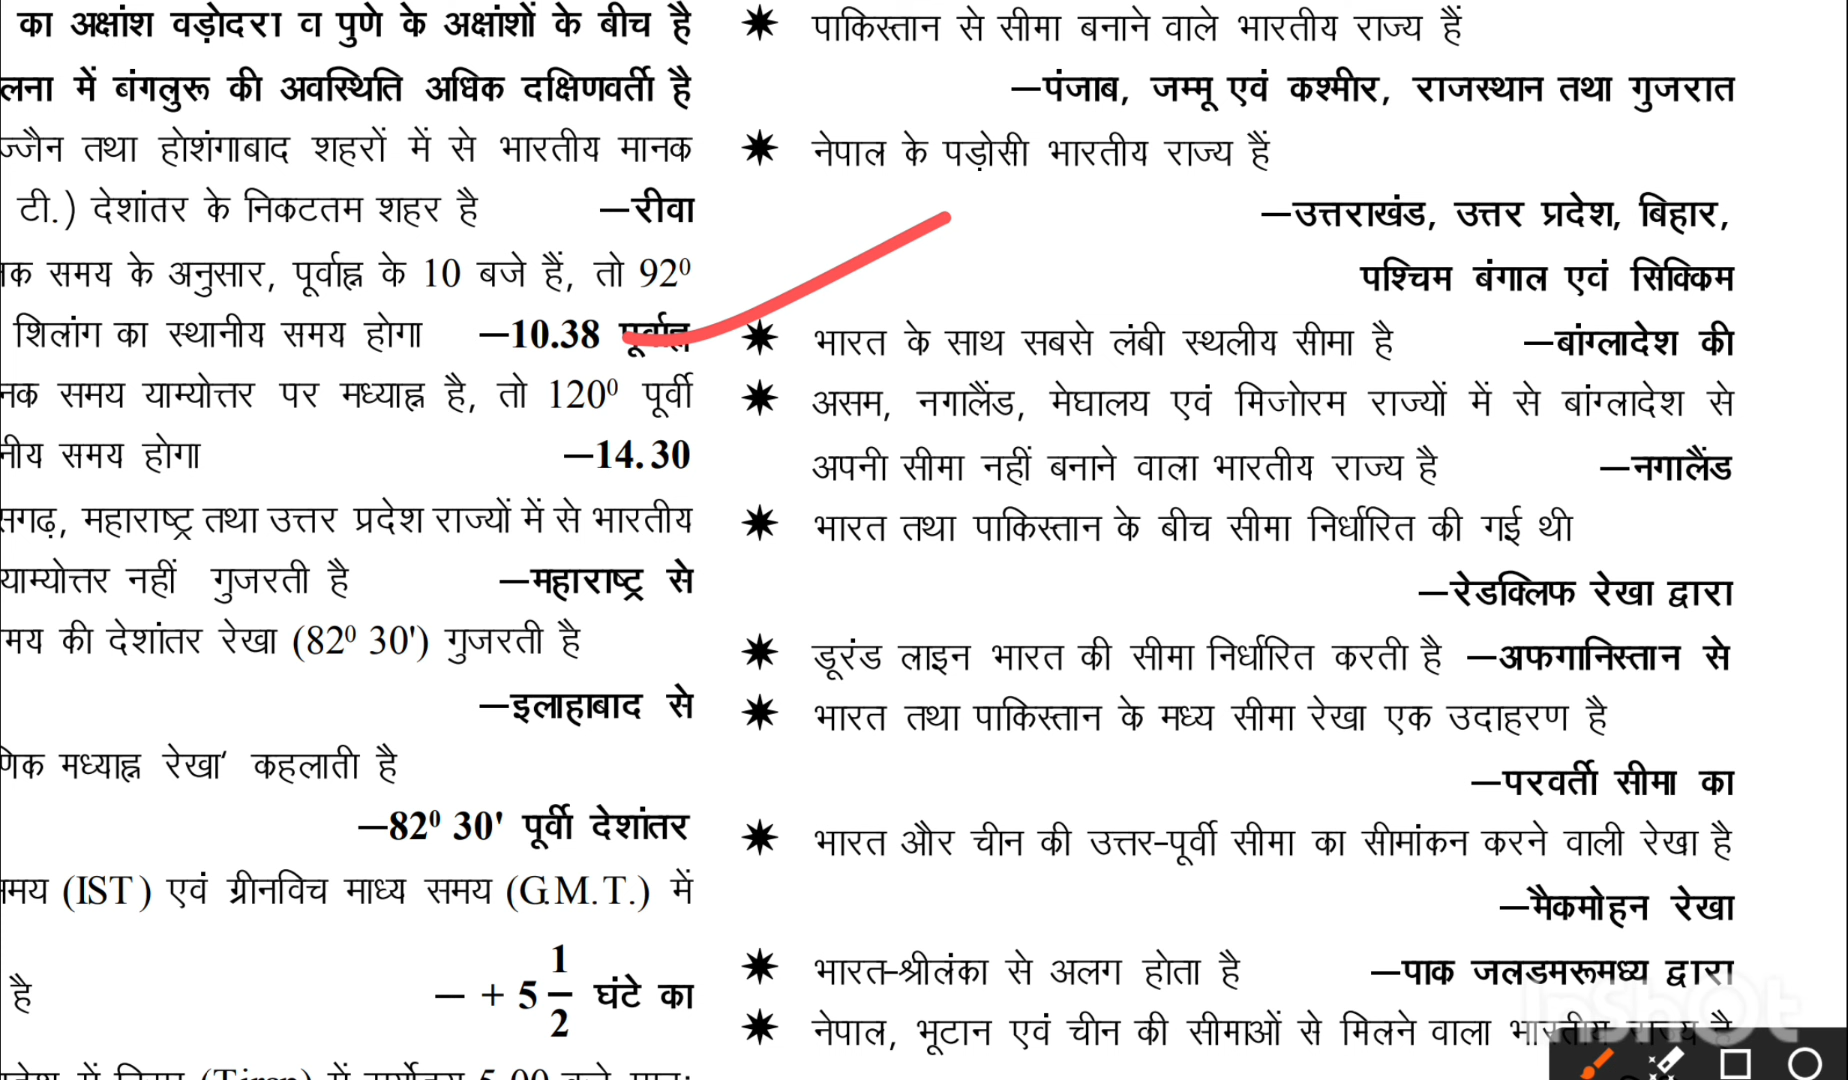 का अक्षांश वड़ोदरा व पुणे के अक्षांशों के बीच है
लना में बंगलुरू की अवस्थिति अधिक दक्षिणवर्ती है
ज्जैन तथा होशंगाबाद शहरों में से भारतीय मानक
टी.) देशांतर के निकटतम शहर है —रीवा
क समय के अनुसार, पूर्वाह्न के 10 बजे हैं, तो 92⁰
शिलांग का स्थानीय समय होगा —10.38 पूर्वाह्न
नक समय याम्योत्तर पर मध्याह्न है, तो 120⁰ पूर्वी
नीय समय होगा —14.30
सगढ़, महाराष्ट्र तथा उत्तर प्रदेश राज्यों में से भारतीय
याम्योत्तर नहीं गुजरती है —महाराष्ट्र से
मय की देशांतर रेखा (82⁰ 30') गुजरती है
—इलाहाबाद से
णिक मध्याह्न रेखा' कहलाती है
—82⁰ 30' पूर्वी देशांतर
मय (IST) एवं ग्रीनविच माध्य समय (G.M.T.) में
है — + 5 1/2 घंटे का
✷ पाकिस्तान से सीमा बनाने वाले भारतीय राज्य हैं
—पंजाब, जम्मू एवं कश्मीर, राजस्थान तथा गुजरात
✷ नेपाल के पड़ोसी भारतीय राज्य हैं
—उत्तराखंड, उत्तर प्रदेश, बिहार,
पश्चिम बंगाल एवं सिक्किम
✷ भारत के साथ सबसे लंबी स्थलीय सीमा है —बांग्लादेश की
✷ असम, नगालैंड, मेघालय एवं मिजोरम राज्यों में से बांग्लादेश से
अपनी सीमा नहीं बनाने वाला भारतीय राज्य है —नगालैंड
✷ भारत तथा पाकिस्तान के बीच सीमा निर्धारित की गई थी
—रेडक्लिफ रेखा द्वारा
✷ डूरंड लाइन भारत की सीमा निर्धारित करती है —अफगानिस्तान से
✷ भारत तथा पाकिस्तान के मध्य सीमा रेखा एक उदाहरण है
—परवर्ती सीमा का
✷ भारत और चीन की उत्तर-पूर्वी सीमा का सीमांकन करने वाली रेखा है
—मैकमोहन रेखा
✷ भारत-श्रीलंका से अलग होता है —पाक जलडमरूमध्य द्वारा
✷ नेपाल, भूटान एवं चीन की सीमाओं से मिलने वाला भारतीय राज्य है
InShOt